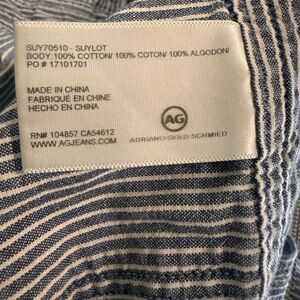 SUY70510 - SUYLOT
BODY:100% COTTON/ 100% COTON/ 100% ALGODON/
PO # 17101701
MADE IN CHINA
FABRIQUÉ EN CHINE
HECHO EN CHINA
AG
RN# 104857 CA54612
WWW.AGJEANS.COM
ADRIANO GOLDSCHMIED